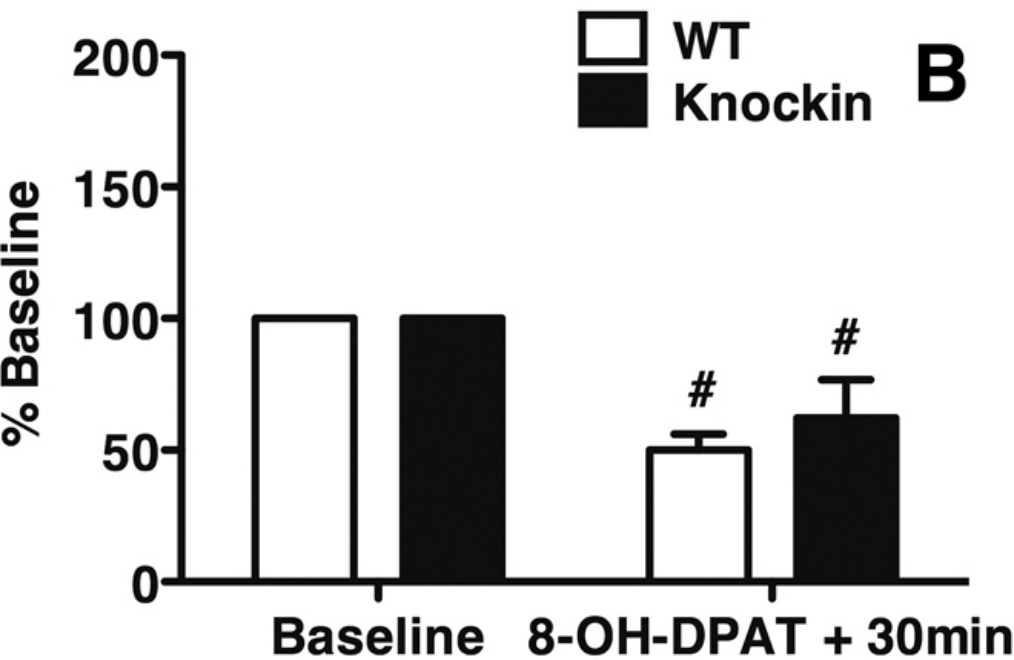 WT
Knockin
B
% Baseline
200
150
100
50
0
#
#
Baseline
8-OH-DPAT + 30min